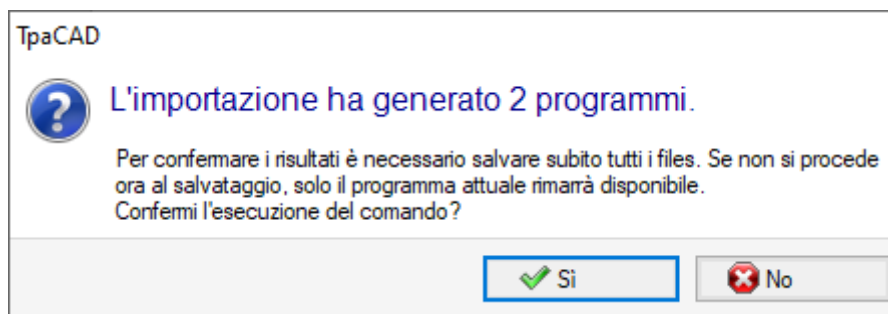 TpaCAD
L'importazione ha generato 2 programmi.
Per confermare i risultati è necessario salvare subito tutti i files. Se non si procede
ora al salvataggio, solo il programma attuale rimarrà disponibile.
Confermi l'esecuzione del comando?
Sì
No